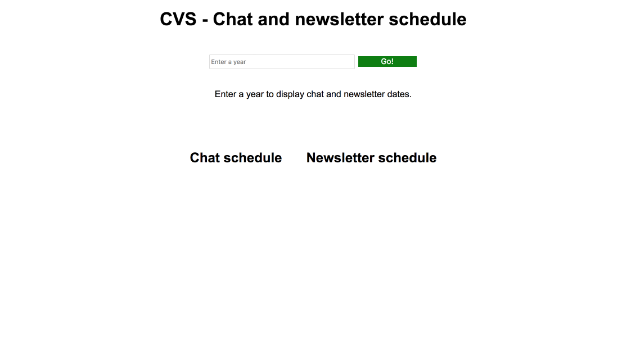 CVS - Chat and newsletter schedule
Enter a year Go!
Enter a year to display chat and newsletter dates.
Chat schedule Newsletter schedule